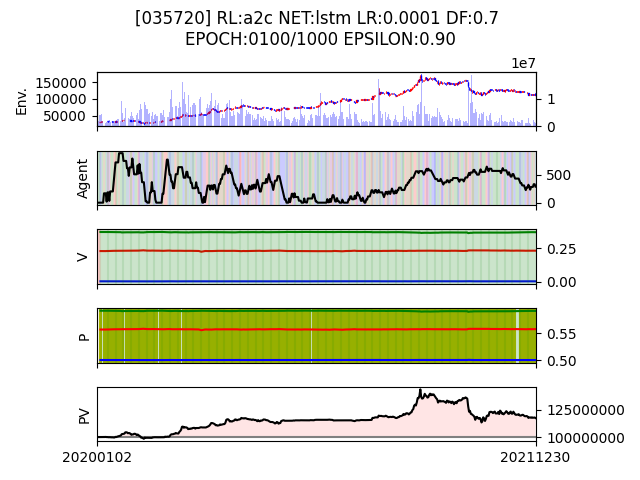 [035720] RL:a2c NET:lstm LR:0.0001 DF:0.7
EPOCH:0100/1000 EPSILON:0.90
1e7
Env.
150000
100000
50000
1
0
Agent
500
0
V
0.25
0.00
P
0.55
0.50
PV
125000000
100000000
20200102
20211230